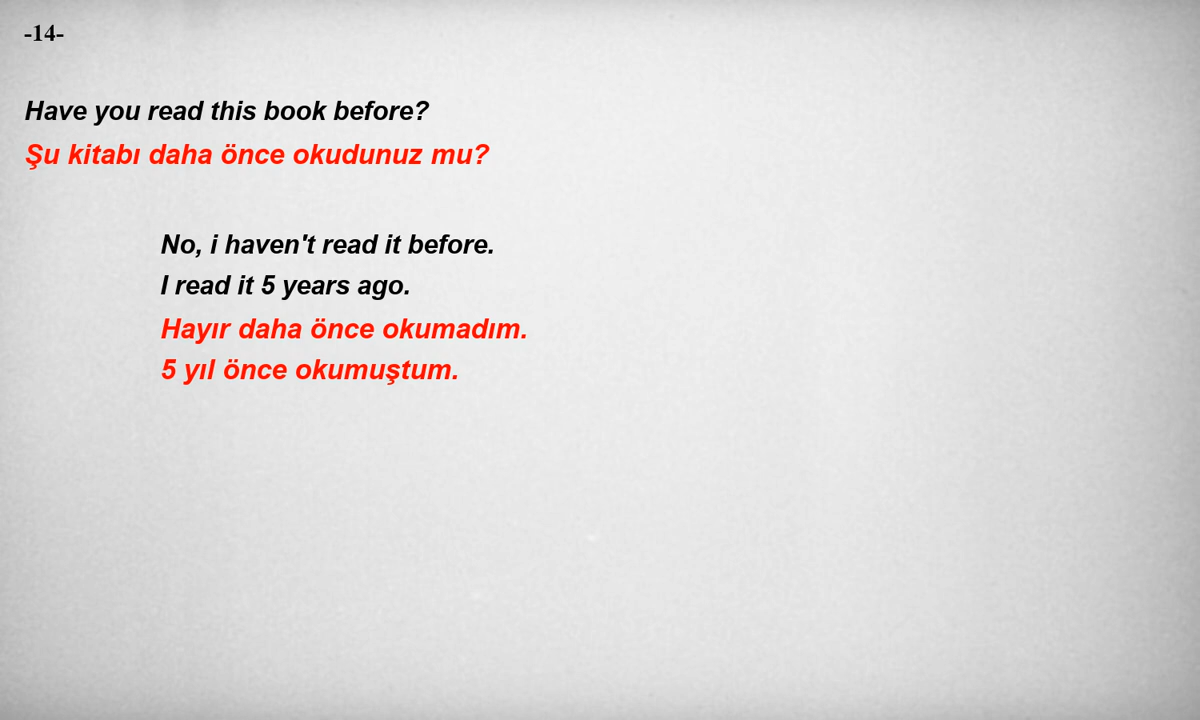 -14-
Have you read this book before?
Şu kitabı daha önce okudunuz mu?
No, i haven't read it before.
I read it 5 years ago.
Hayır daha önce okumadım.
5 yıl önce okumuştum.